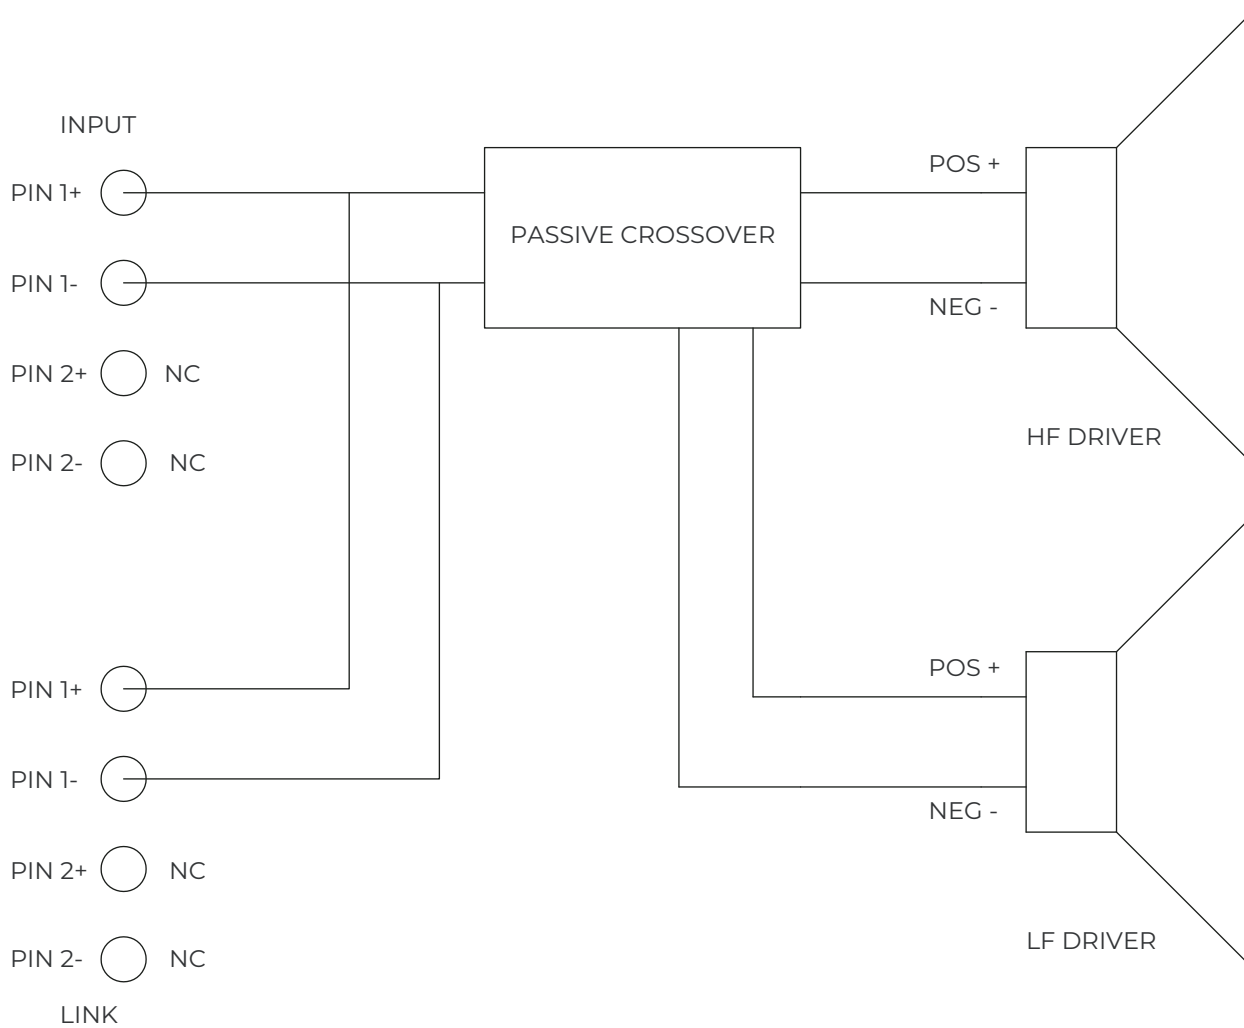 INPUT
PIN 1+
PIN 1-
PIN 2+ NC
PIN 2- NC
PASSIVE CROSSOVER
POS +
NEG -
HF DRIVER
PIN 1+
PIN 1-
PIN 2+ NC
PIN 2- NC
LINK
POS +
NEG -
LF DRIVER